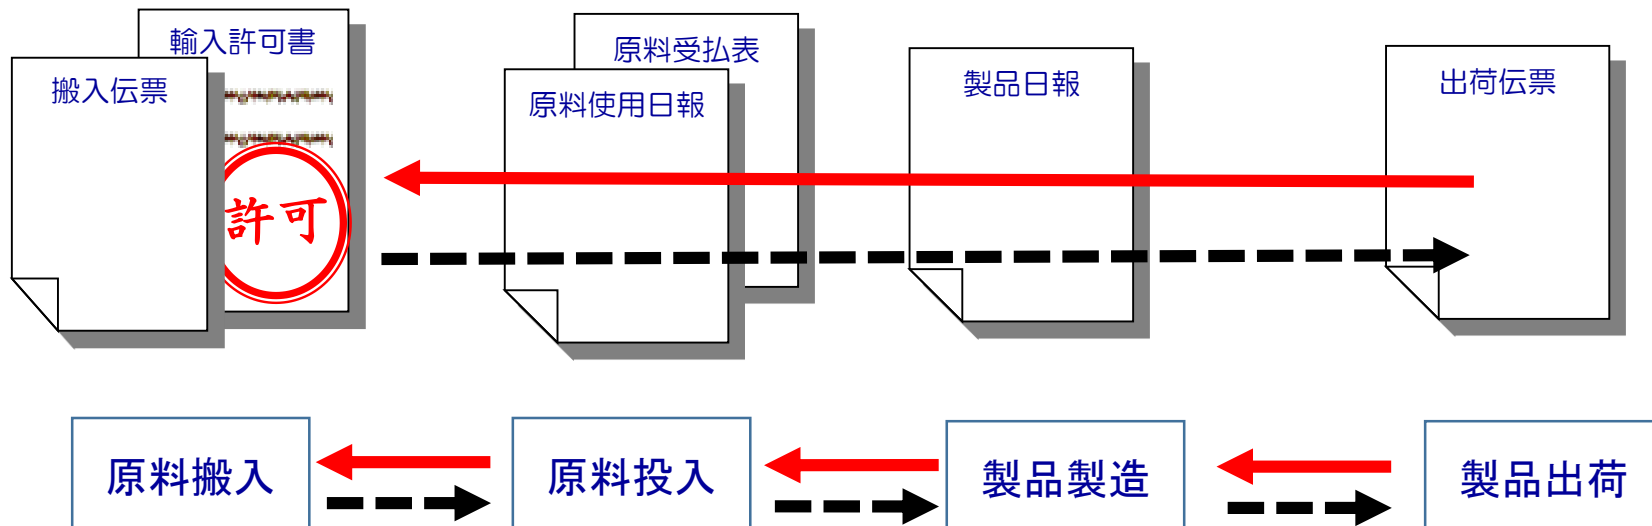 輸入許可書
搬入伝票
許可
原料受払表
原料使用日報
製品日報
出荷伝票
原料搬入
原料投入
製品製造
製品出荷